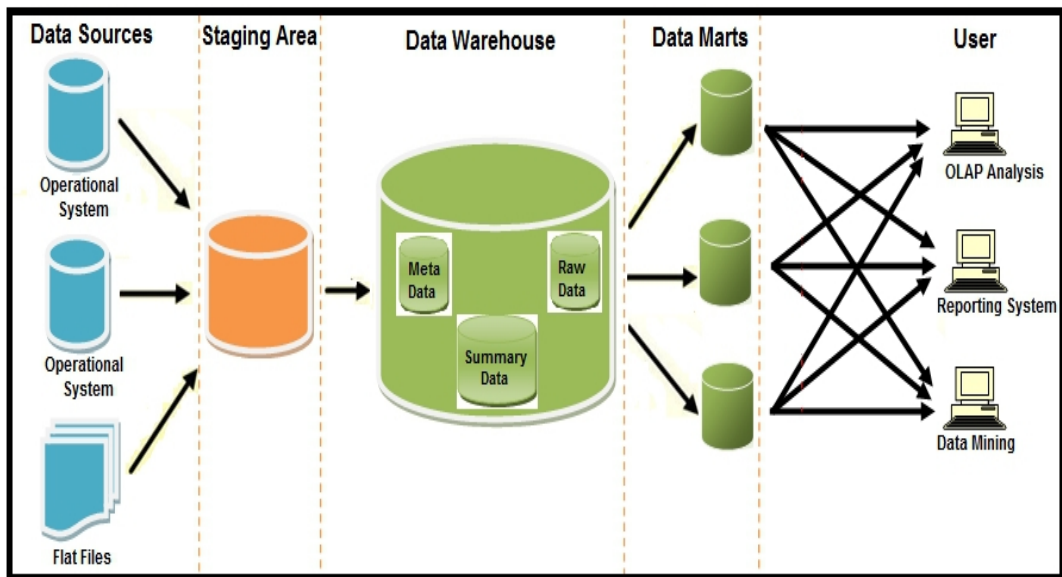 Data Sources
Staging Area
Data Warehouse
Data Marts
User
Operational
System
Operational
System
Flat Files
Meta
Data
Raw
Data
Summary
Data
OLAP Analysis
Reporting System
Data Mining